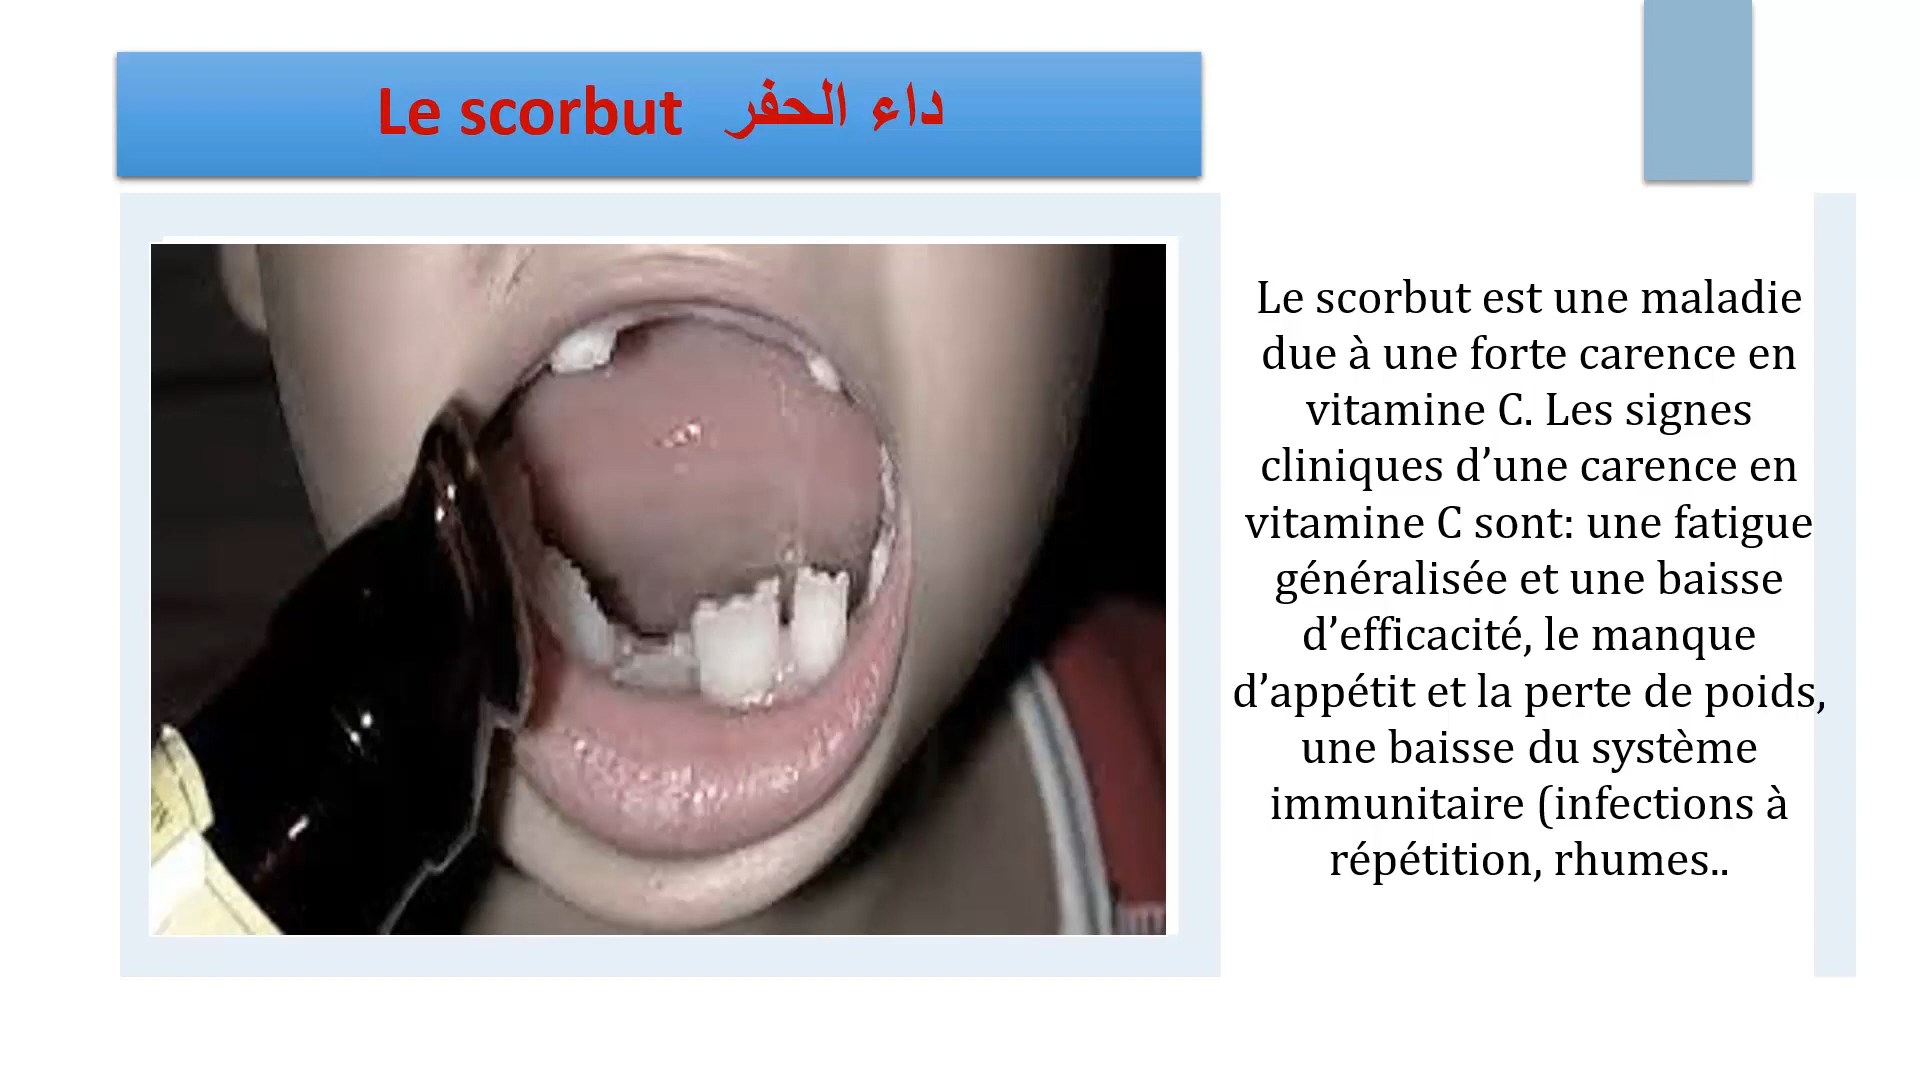 Le scorbut داء الحفر
Le scorbut est une maladie
due à une forte carence en
vitamine C. Les signes
cliniques d’une carence en
vitamine C sont: une fatigue
généralisée et une baisse
d’efficacité, le manque
d’appétit et la perte de poids,
une baisse du système
immunitaire (infections à
répétition, rhumes..